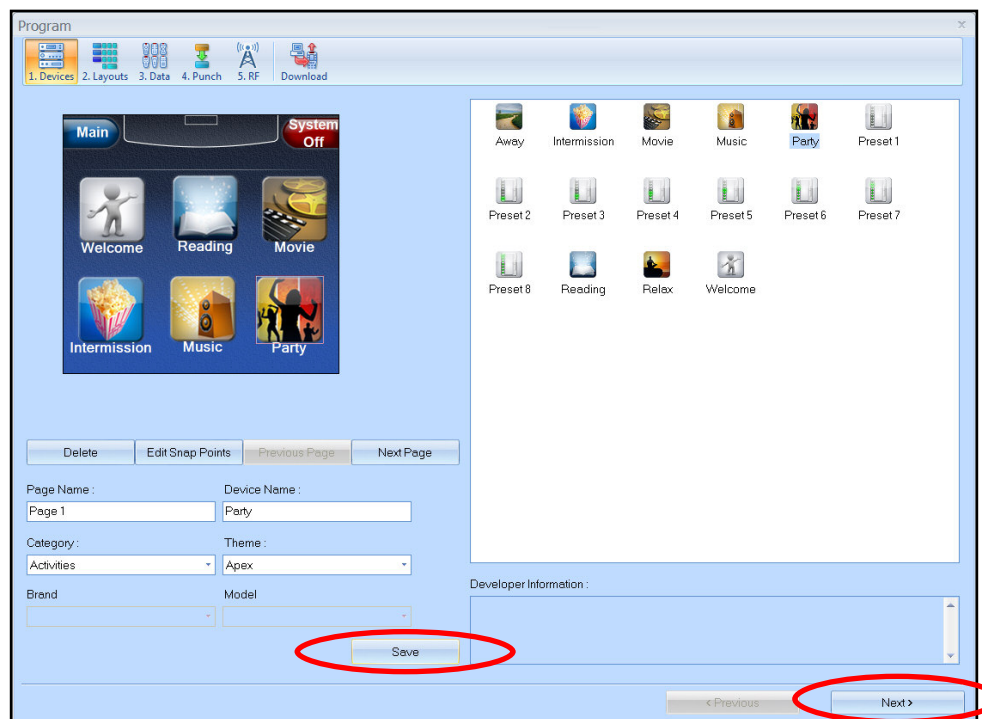 Program
1. Devices 2. Layouts 3. Data 4. Punch 5. RF Download
Main System
Off
Welcome Reading Movie
Intermission Music Party
Away Intermission Movie Music Party Preset 1
Preset 2 Preset 3 Preset 4 Preset 5 Preset 6 Preset 7
Preset 8 Reading Relax Welcome
Delete Edit Snap Points Previous Page Next Page
Page Name : Device Name :
Page 1 Party
Category : Theme :
Activities Apex
Brand Model
Save
Developer Information :
< Previous Next >